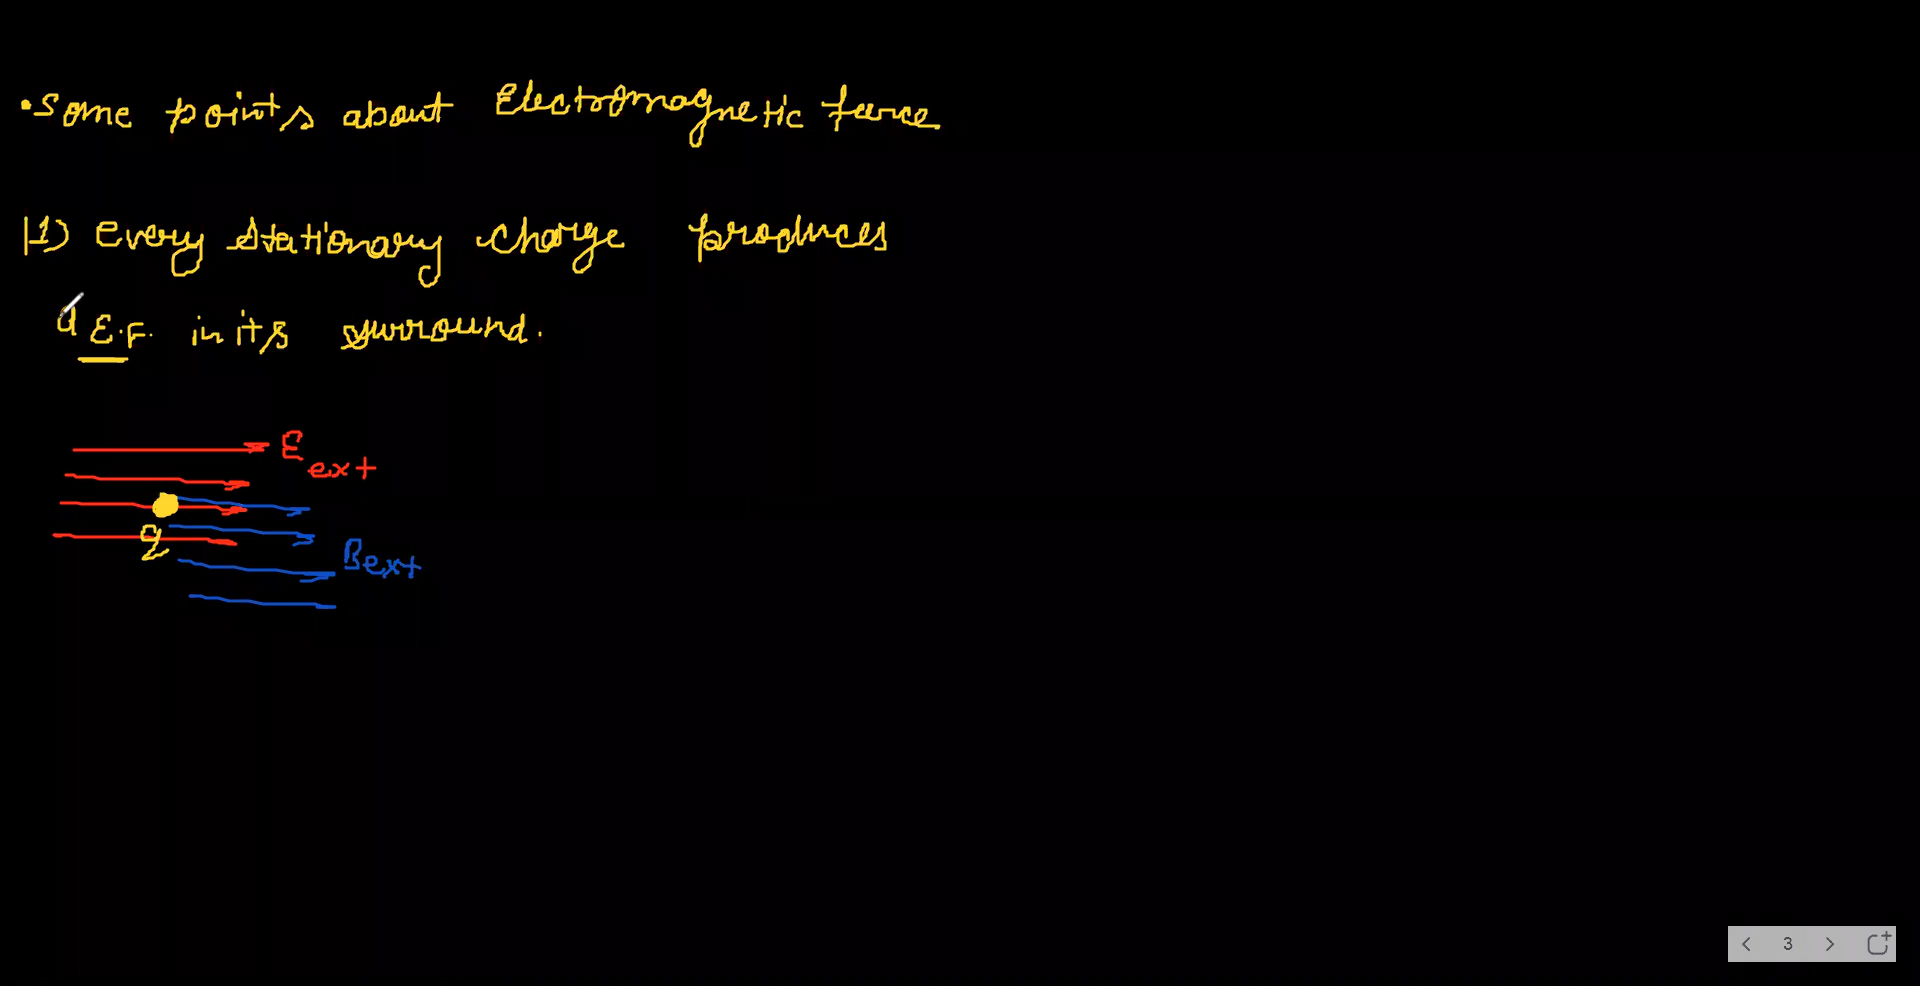 • Some points about Electromagnetic force
1) Every stationary charge produces
a E.F. in its surround.
E ext
q
B ext
3